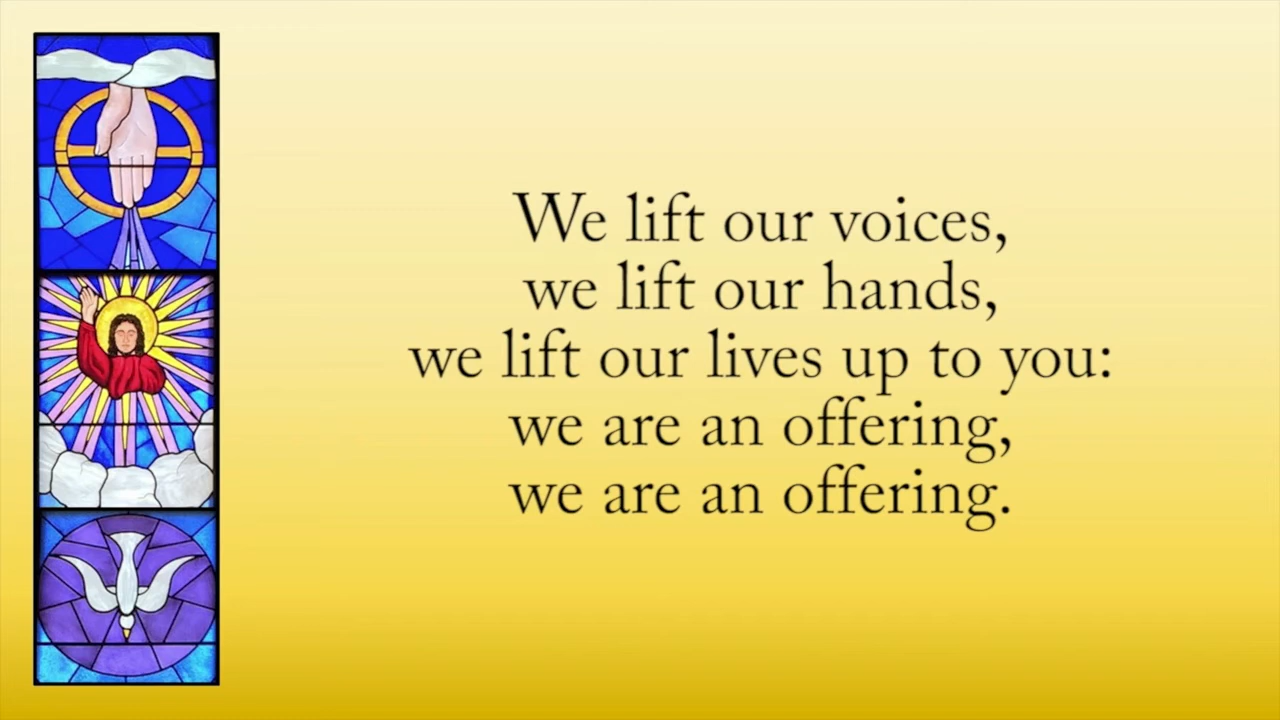 We lift our voices,
we lift our hands,
we lift our lives up to you:
we are an offering,
we are an offering.